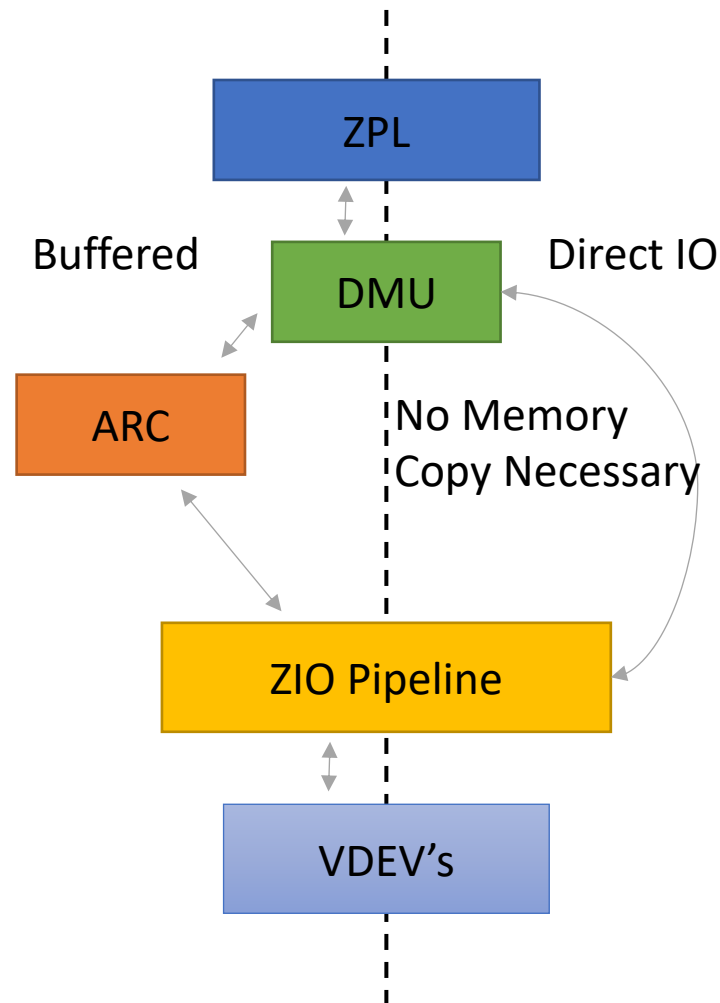 ZPL
Buffered
Direct IO
DMU
ARC
No Memory
Copy Necessary
ZIO Pipeline
VDEV’s